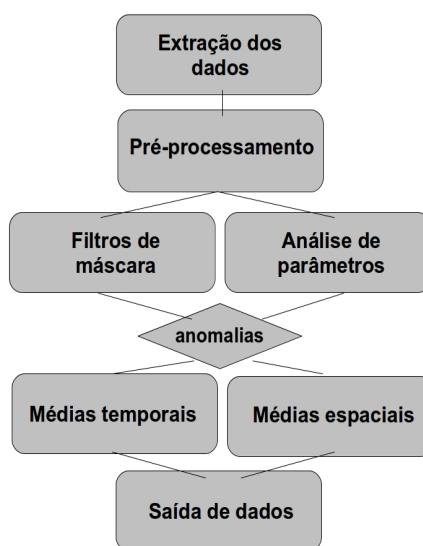 Extração dos
dados
Pré-processamento
Filtros de
máscara
Análise de
parâmetros
anomalias
Médias temporais
Médias espaciais
Saída de dados